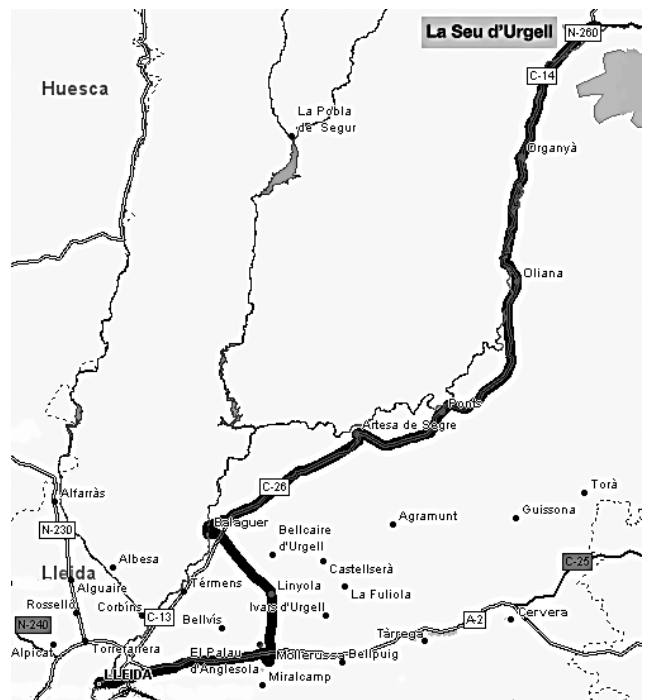 La Seu d'Urgell
N-260
C-14
Huesca
La Pobla
de Segur
Organyà
Oliana
Ponts
Artesa de Segre
C-26
Torà
Alfarràs
Guissona
Agramunt
Balaguer
N-230
Bellcaire
d'Urgell
Albesa
C-25
Castellserà
Lleida
Térmens
Linyola
La Fuliola
Alguaire
Rosselló
Corbins
Ivars d'Urgell
C-13
A-2
Cervera
N-240
Bellvís
Tàrrega
Alpicat
Torrefarrera
El Palau
d'Anglesola
Mollerussa
Bellpuig
LLEIDA
Miralcamp